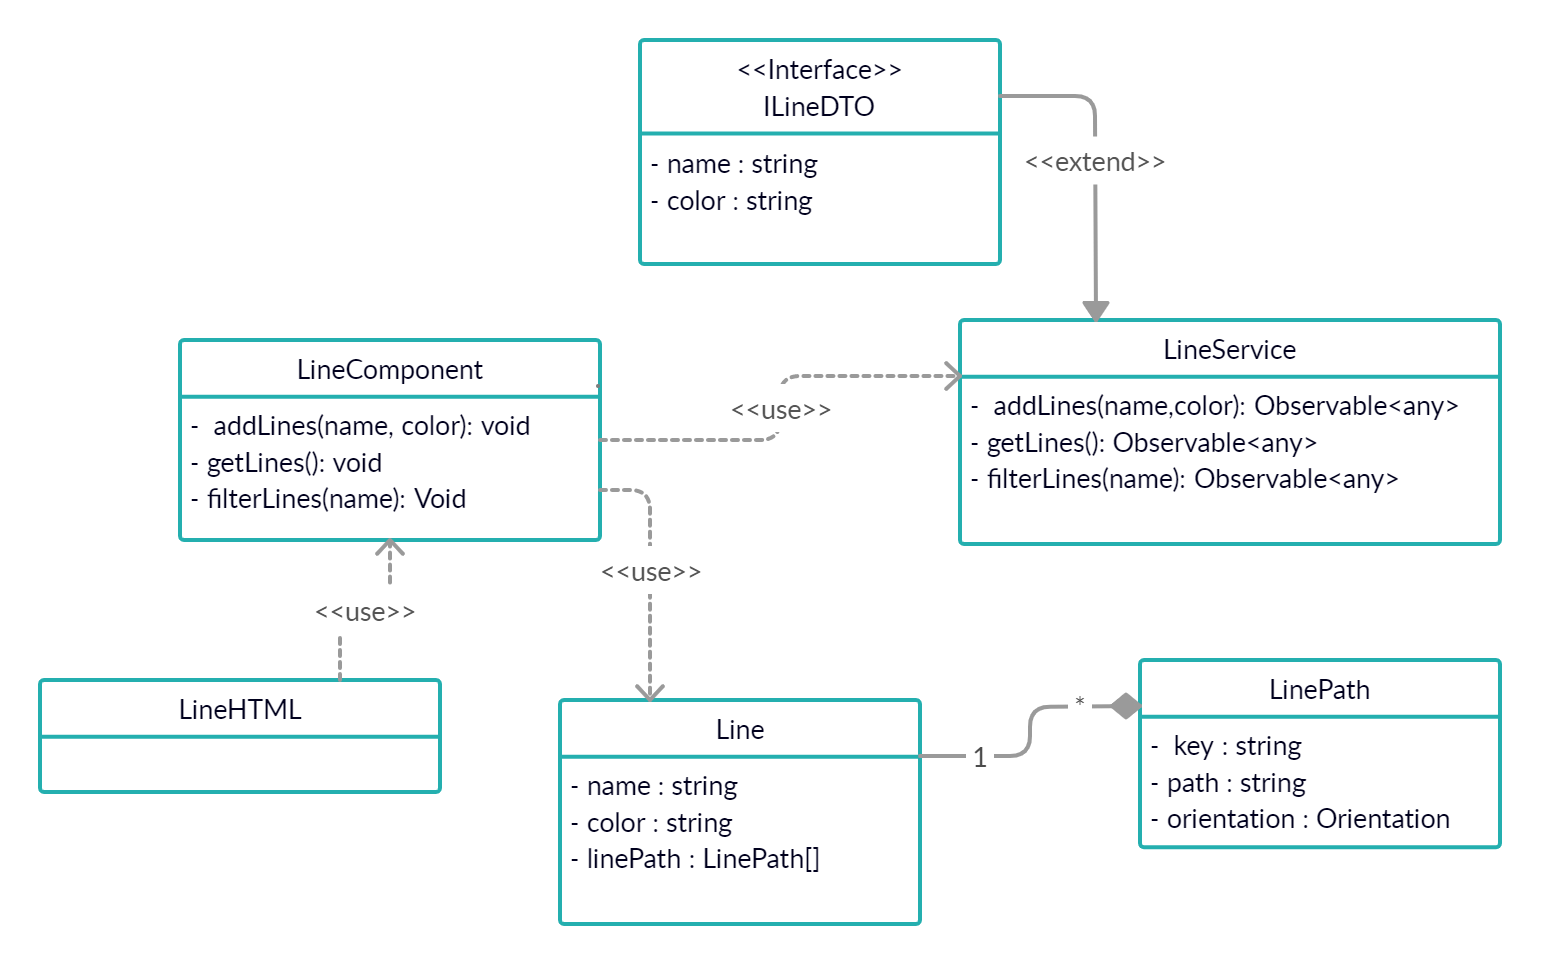 <<Interface>>
ILineDTO
- name : string
- color : string
<<extend>>
LineComponent
- addLines(name, color): void
- getLines(): void
- filterLines(name): Void
<<use>>
LineService
- addLines(name,color): Observable<any>
- getLines(): Observable<any>
- filterLines(name): Observable<any>
<<use>>
<<use>>
LineHTML
Line
- name : string
- color : string
- linePath : LinePath[]
1
*
LinePath
- key : string
- path : string
- orientation : Orientation